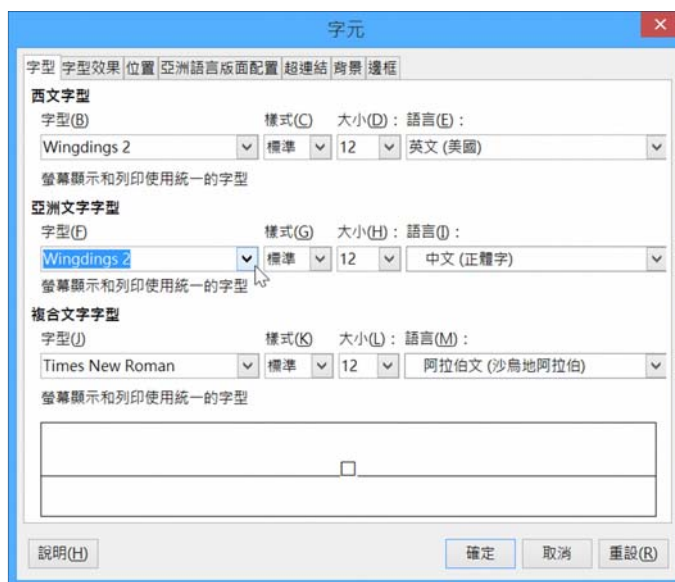 字元
字型 字型效果 位置 亞洲語言版面配置 超連結 背景 邊框
西文字型
字型(B) 樣式(C) 大小(D)： 語言(E)：
Wingdings 2 標準 12 英文 (美國)
螢幕顯示和列印使用統一的字型
亞洲文字字型
字型(F) 樣式(G) 大小(H)： 語言(I)：
Wingdings 2 標準 12 中文 (正體字)
螢幕顯示和列印使用統一的字型
複合文字字型
字型(J) 樣式(K) 大小(L)： 語言(M)：
Times New Roman 標準 12 阿拉伯文 (沙烏地阿拉伯)
螢幕顯示和列印使用統一的字型
說明(H) 確定 取消 重設(R)